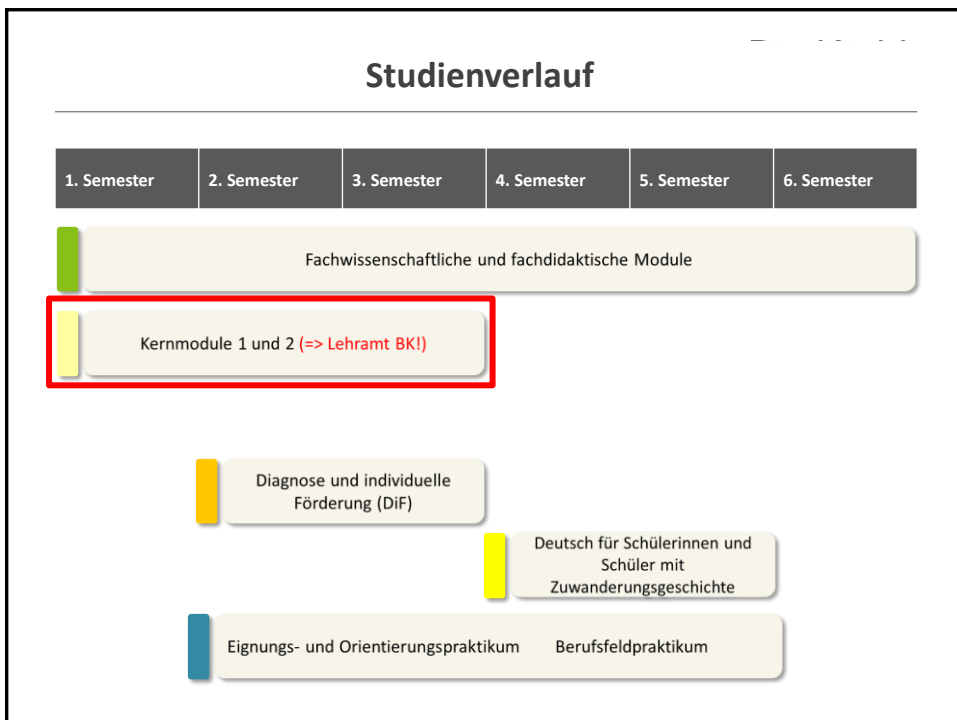 Studienverlauf
1. Semester
2. Semester
3. Semester
4. Semester
5. Semester
6. Semester
Fachwissenschaftliche und fachdidaktische Module
Kernmodule 1 und 2 (=> Lehramt BK!)
Diagnose und individuelle
Förderung (DiF)
Deutsch für Schülerinnen und
Schüler mit
Zuwanderungsgeschichte
Eignungs- und Orientierungspraktikum Berufsfeldpraktikum